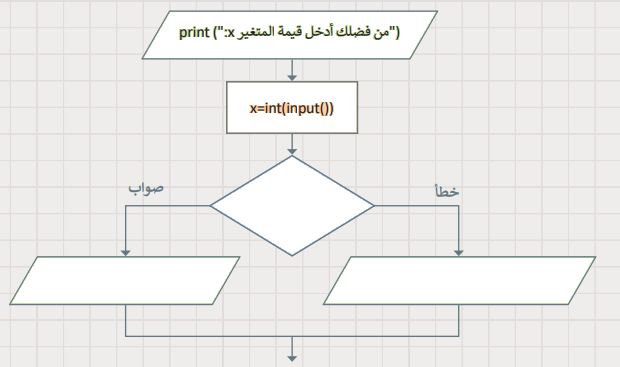 print ("من فضلك أدخل قيمة المتغير x:")
x=int(input())
صواب
خطأ